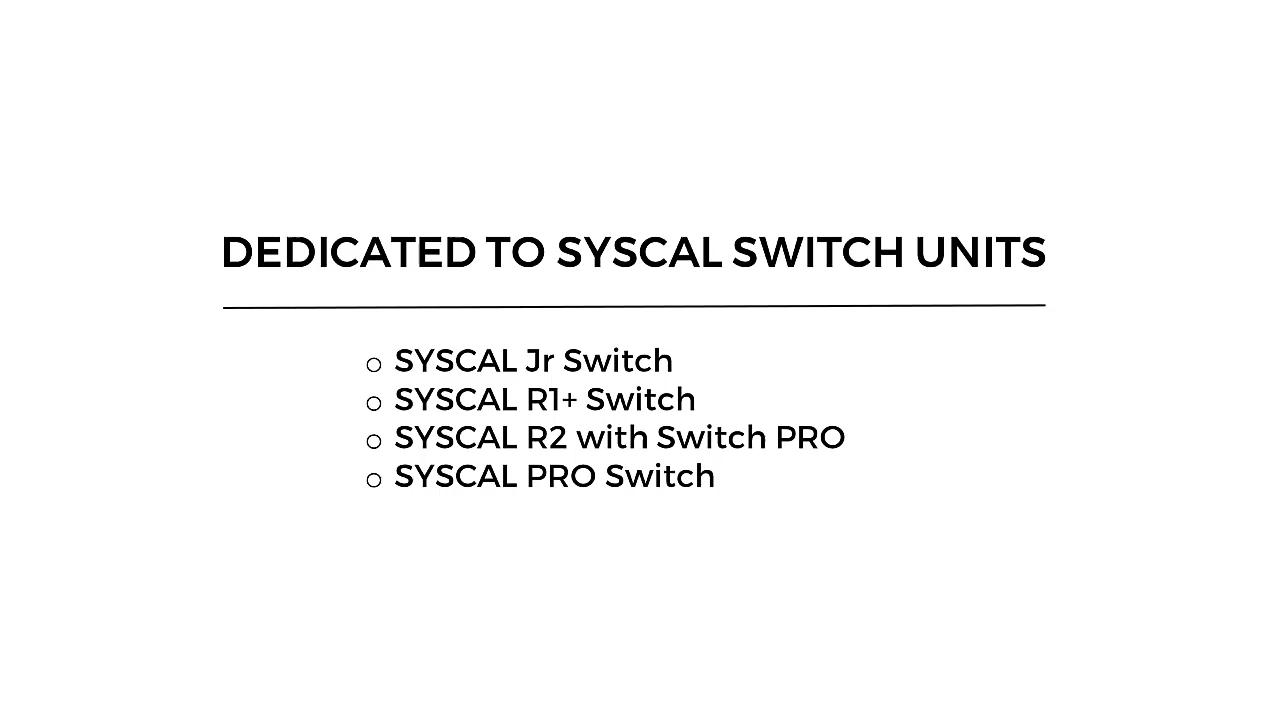 DEDICATED TO SYSCAL SWITCH UNITS
○ SYSCAL Jr Switch
○ SYSCAL R1+ Switch
○ SYSCAL R2 with Switch PRO
○ SYSCAL PRO Switch